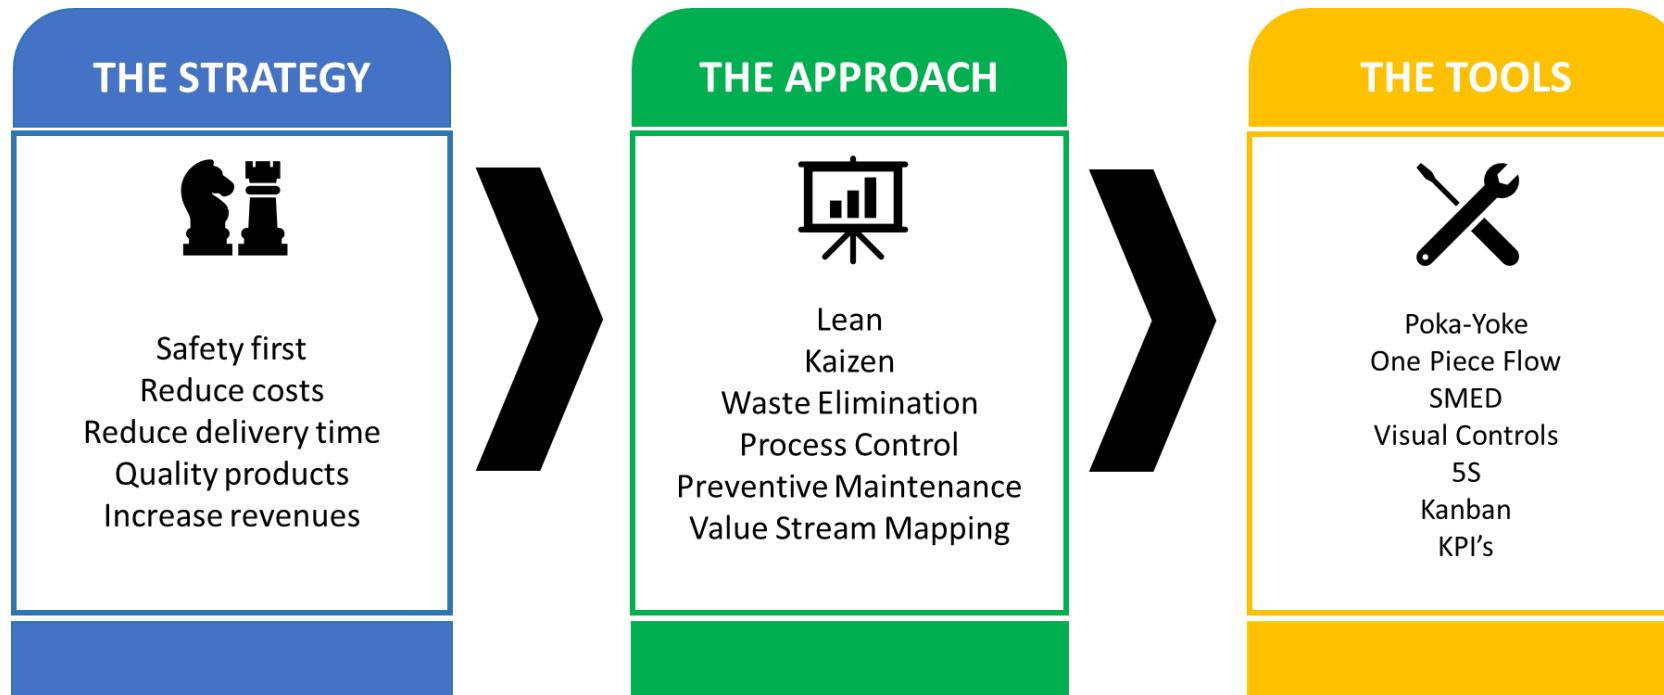 THE STRATEGY
Safety first
Reduce costs
Reduce delivery time
Quality products
Increase revenues
THE APPROACH
Lean
Kaizen
Waste Elimination
Process Control
Preventive Maintenance
Value Stream Mapping
THE TOOLS
Poka-Yoke
One Piece Flow
SMED
Visual Controls
5S
Kanban
KPI’s